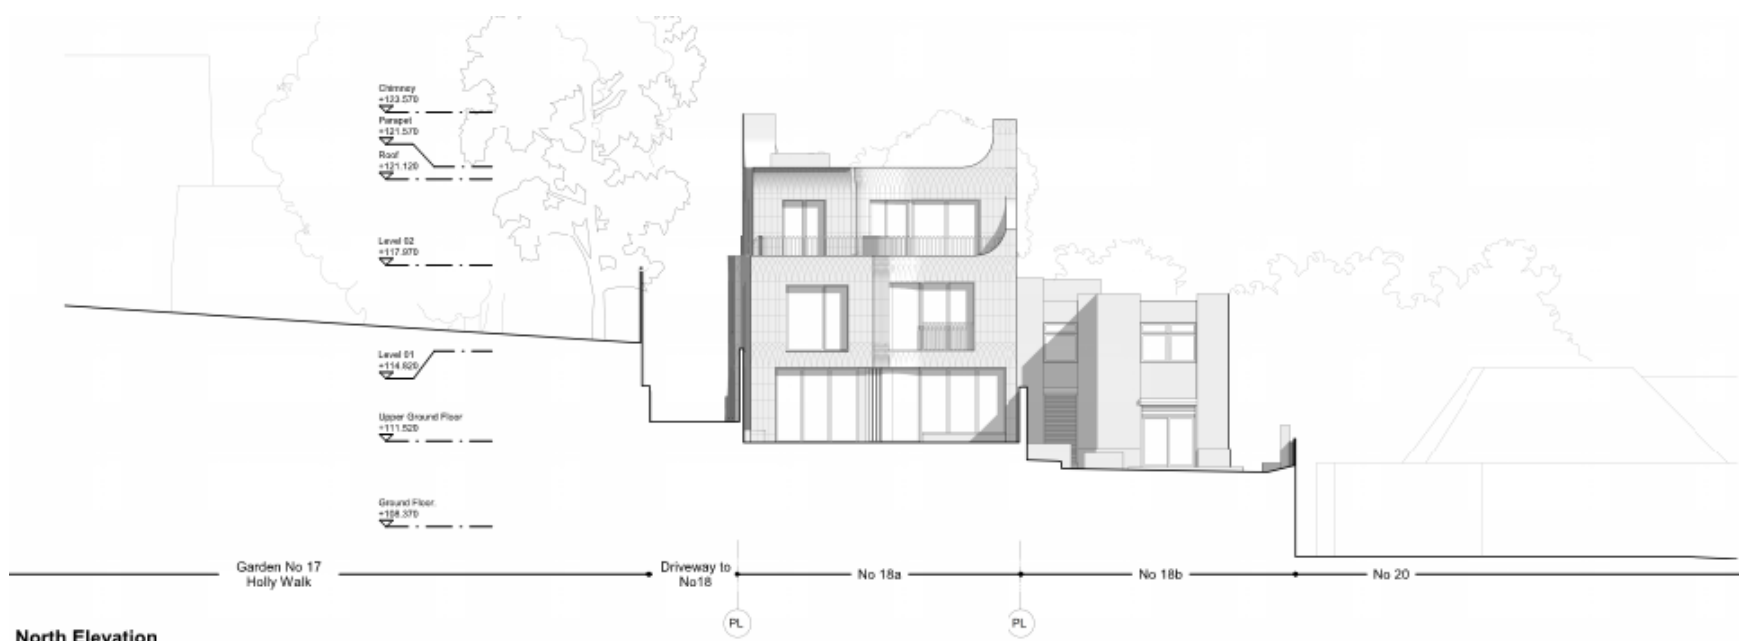 Chimney
+123.570
Parapet
+121.570
Roof
+121.120
Level 02
+117.970
Level 01
+114.820
Upper Ground Floor
+111.520
Ground Floor.
+108.370
Garden No 17
Holly Walk
Driveway to
No18
No 18a
No 18b
No 20
PL
PL
North Elevation